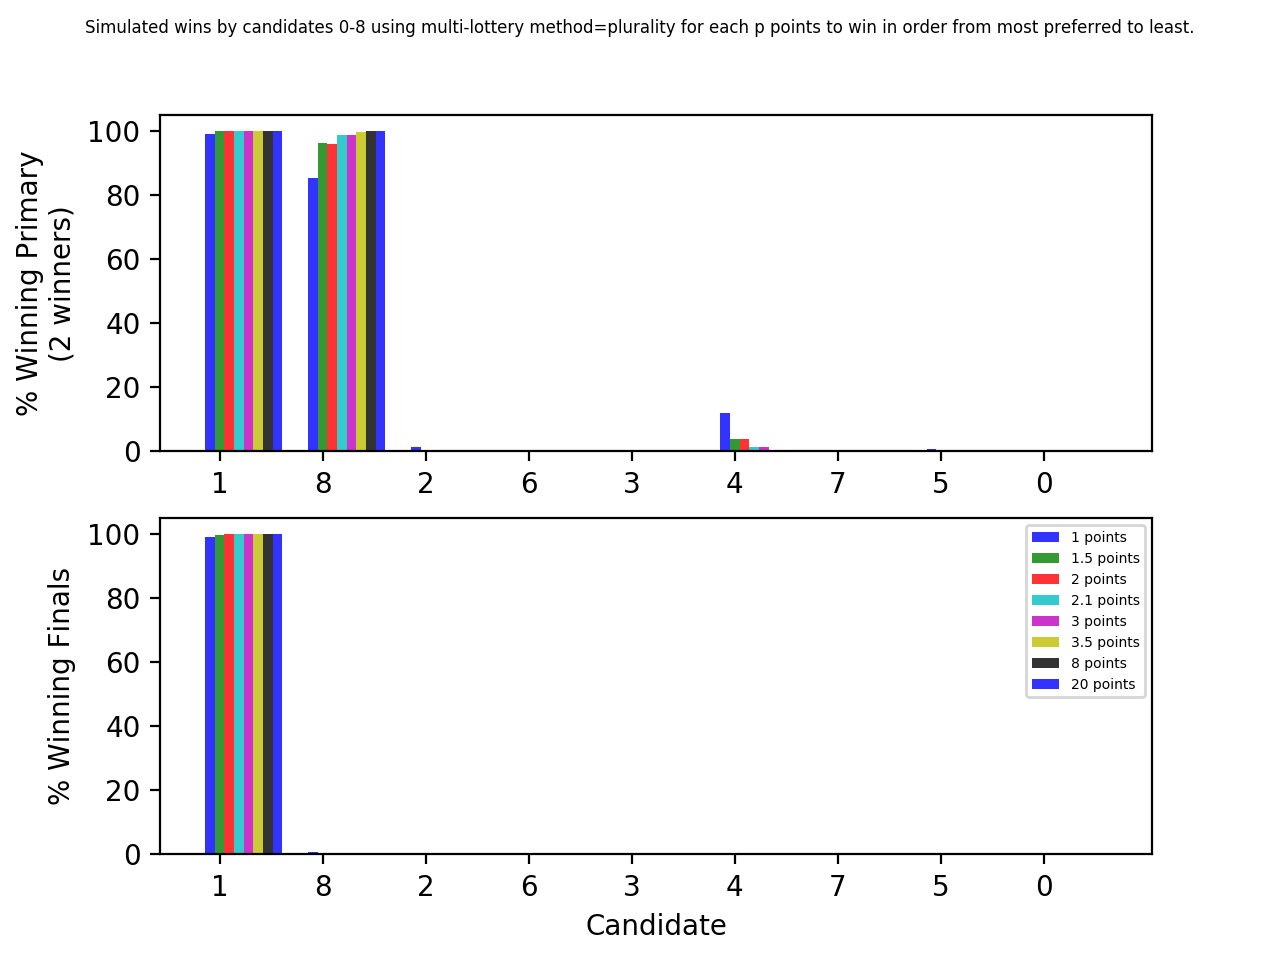 Simulated wins by candidates 0-8 using multi-lottery method=plurality for each p points to win in order from most preferred to least.
% Winning Primary
(2 winners)
100
80
60
40
20
0
1 8 2 6 3 4 7 5 0
% Winning Finals
100
80
60
40
20
0
1 points
1.5 points
2 points
2.1 points
3 points
3.5 points
8 points
20 points
1 8 2 6 3 4 7 5 0
Candidate